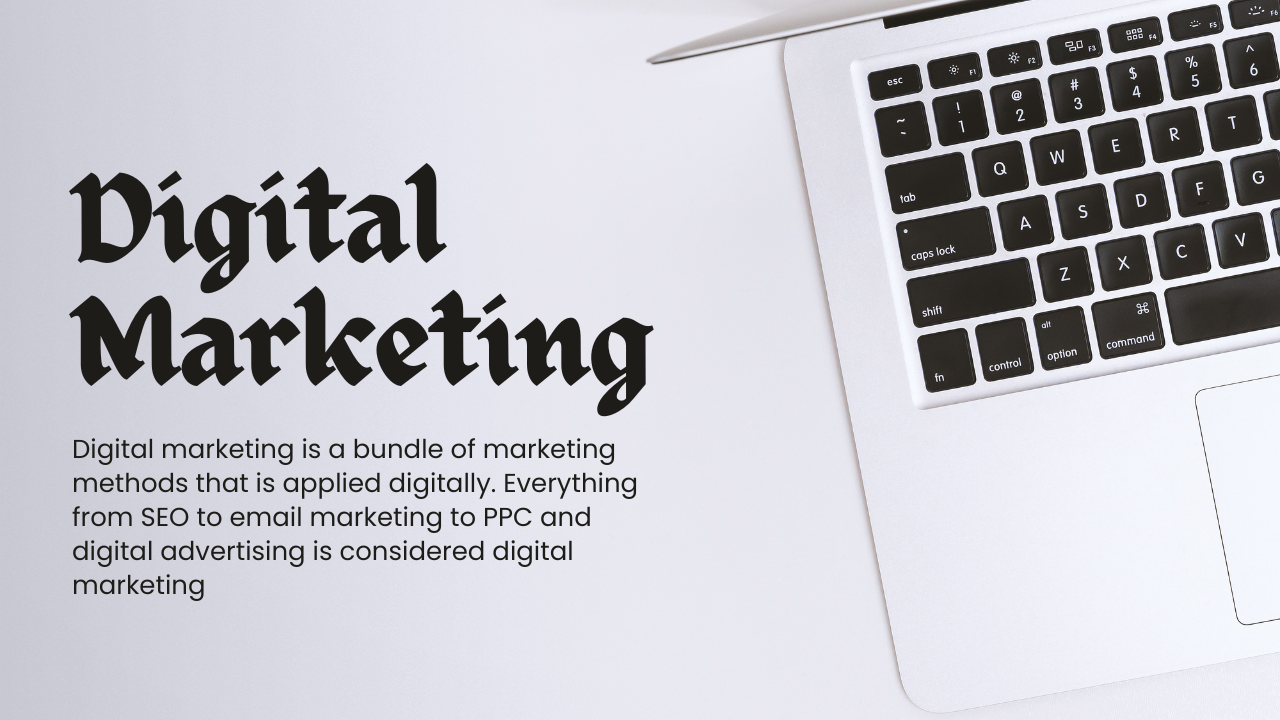 Digital
Marketing
Digital marketing is a bundle of marketing
methods that is applied digitally. Everything
from SEO to email marketing to PPC and
digital advertising is considered digital
marketing
esc F1 F2 F3 F4 F5 F6
~ ` ! 1 @ 2 # 3 $ 4 % 5 ^ 6
tab Q W E R T
caps lock A S D F G
shift Z X C V
fn control alt option ⌘ command